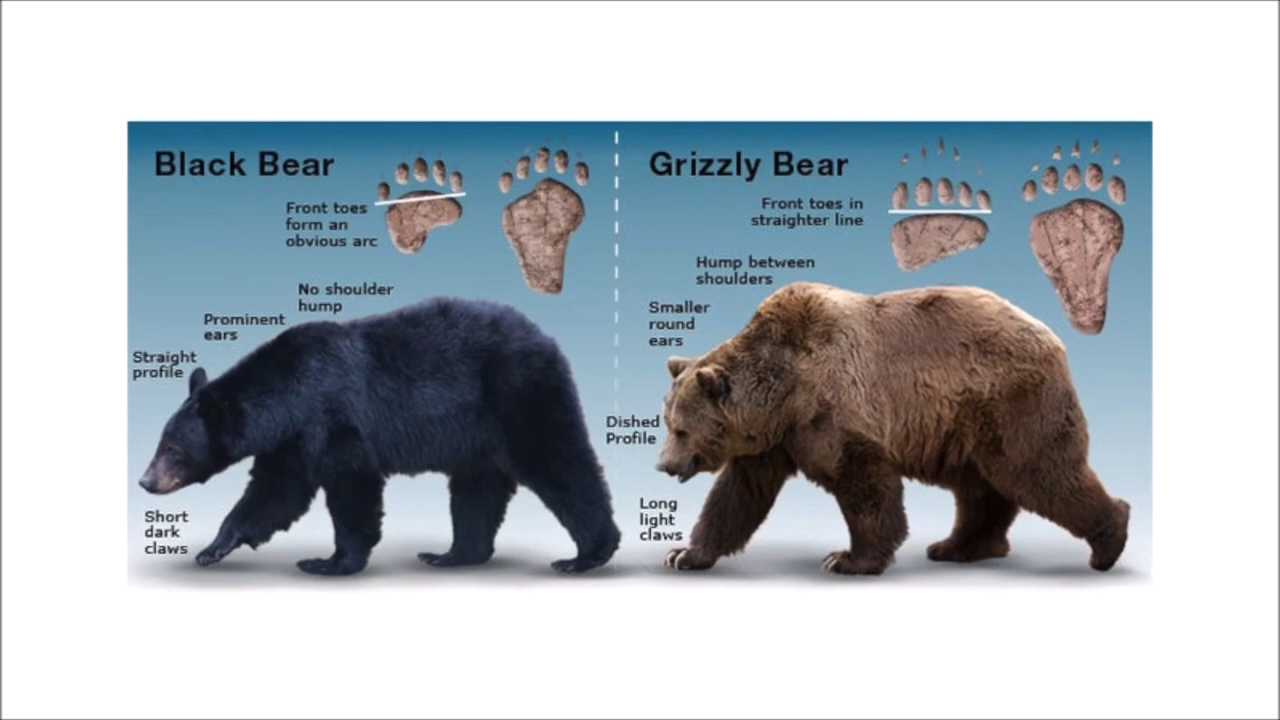 Black Bear
Front toes
form an
obvious arc
No shoulder
hump
Prominent
ears
Straight
profile
Short
dark
claws
Grizzly Bear
Front toes in
straighter line
Hump between
shoulders
Smaller
round
ears
Dished
Profile
Long
light
claws